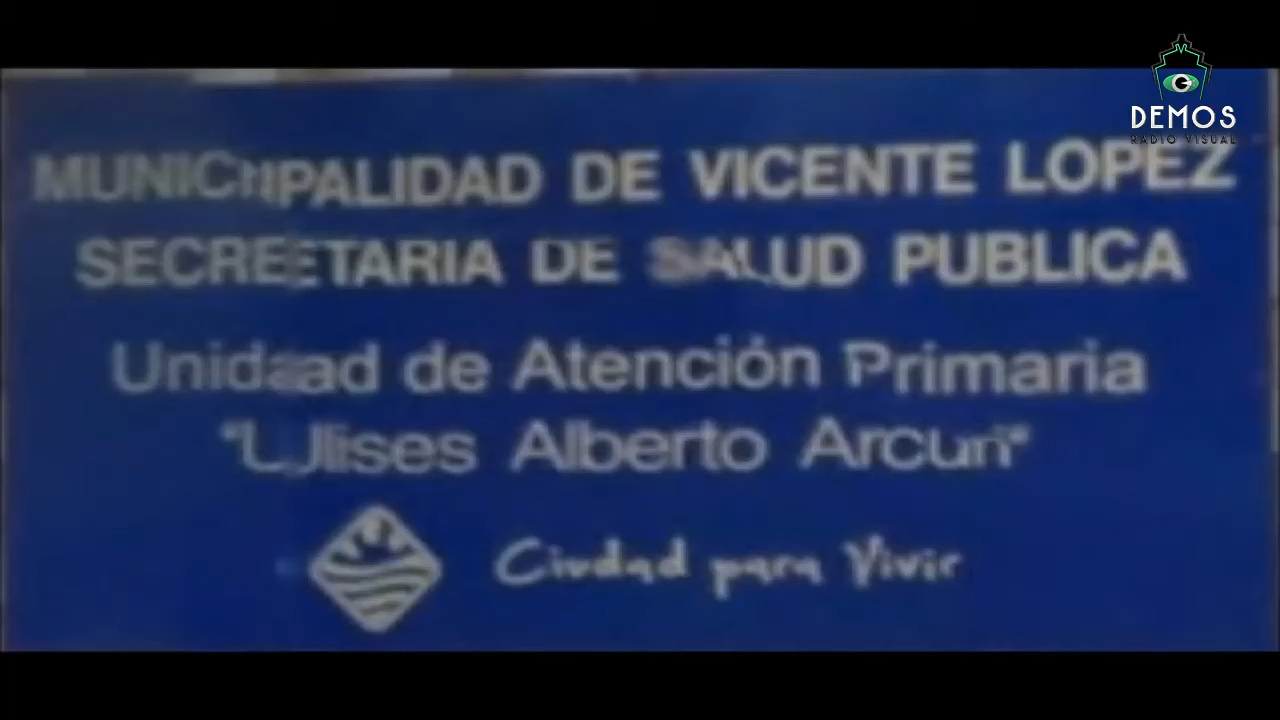 DEMOS
RADIO VISUAL
MUNICIPALIDAD DE VICENTE LOPEZ
SECRETARIA DE SALUD PUBLICA
Unidad de Atención Primaria
"Ulises Alberto Arcuri"
Ciudad para Vivir